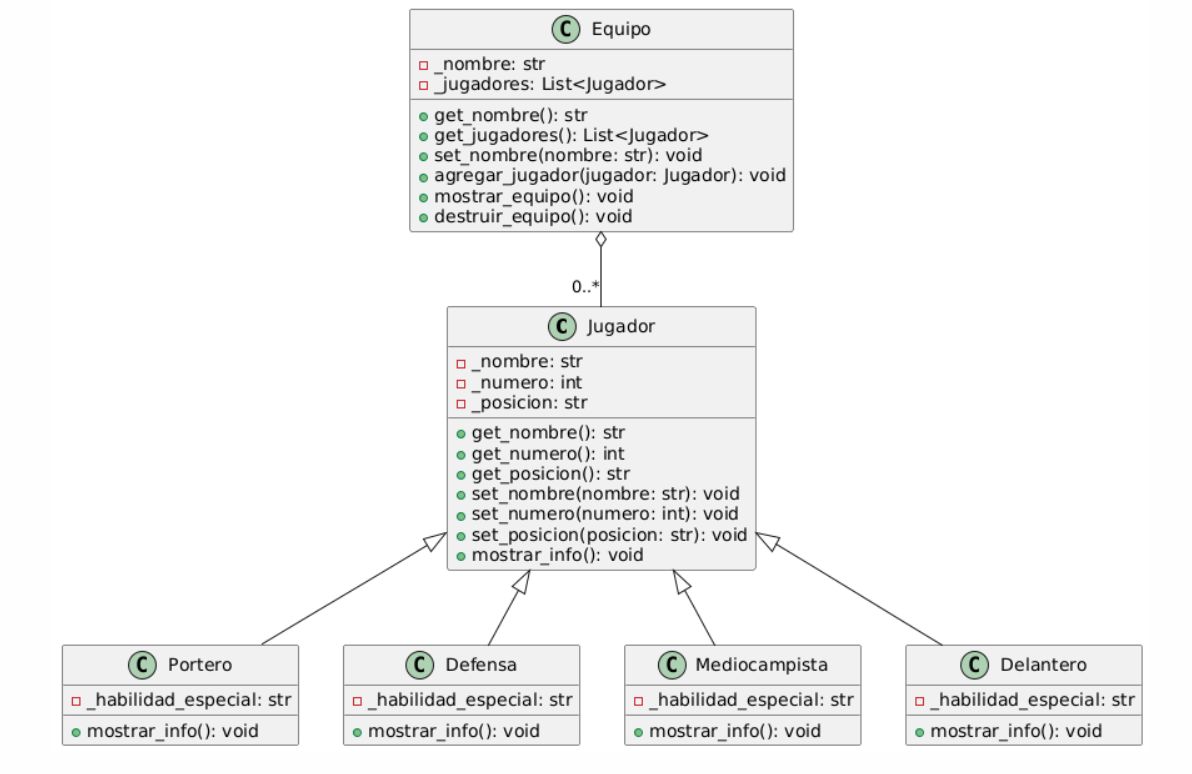 C Equipo
_nombre: str
_jugadores: List<Jugador>
get_nombre(): str
get_jugadores(): List<Jugador>
set_nombre(nombre: str): void
agregar_jugador(jugador: Jugador): void
mostrar_equipo(): void
destruir_equipo(): void
0..*
C Jugador
_nombre: str
_numero: int
_posicion: str
get_nombre(): str
get_numero(): int
get_posicion(): str
set_nombre(nombre: str): void
set_numero(numero: int): void
set_posicion(posicion: str): void
mostrar_info(): void
C Portero
_habilidad_especial: str
mostrar_info(): void
C Defensa
_habilidad_especial: str
mostrar_info(): void
C Mediocampista
_habilidad_especial: str
mostrar_info(): void
C Delantero
_habilidad_especial: str
mostrar_info(): void